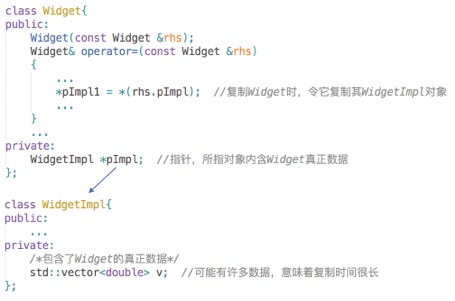 class Widget{
public:
    Widget(const Widget &rhs);
    Widget& operator=(const Widget &rhs)
    {
        ...
        *pImpl1 = *(rhs.pImpl);  //复制Widget时，令它复制其WidgetImpl对象
        ...
    }
    ...
private:
    WidgetImpl *pImpl;  //指针，所指对象内含Widget真正数据
};
class WidgetImpl{
public:
    ...
private:
    /*包含了Widget的真正数据*/
    std::vector<double> v;  //可能有许多数据，意味着复制时间很长
};